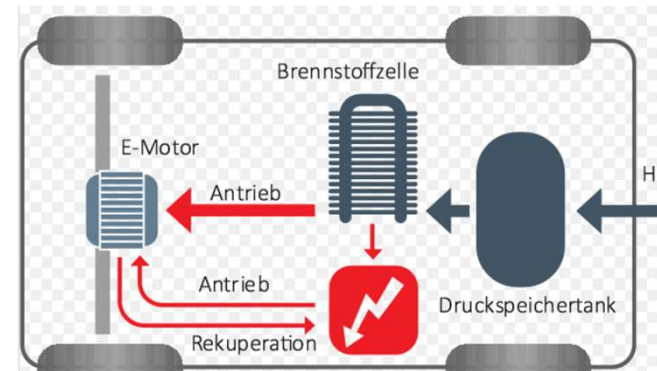 Brennstoffzelle
E-Motor
H
Antrieb
Antrieb
Druckspeichertank
Rekuperation